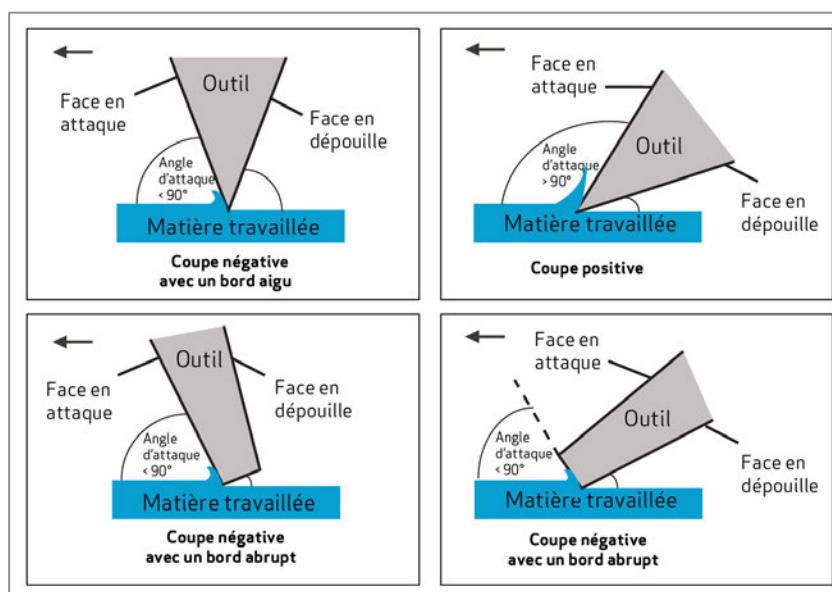 Face en
attaque
Outil
Face en
dépouille
Angle
d'attaque
< 90°
Matière travaillée
Coupe négative
avec un bord aigu
Face en
attaque
Outil
Angle
d'attaque
> 90°
Face en
dépouille
Matière travaillée
Coupe positive
Face en
attaque
Outil
Face en
dépouille
Angle
d'attaque
< 90°
Matière travaillée
Coupe négative
avec un bord abrupt
Face en
attaque
Outil
Angle
d'attaque
< 90°
Face en
dépouille
Matière travaillée
Coupe négative
avec un bord abrupt